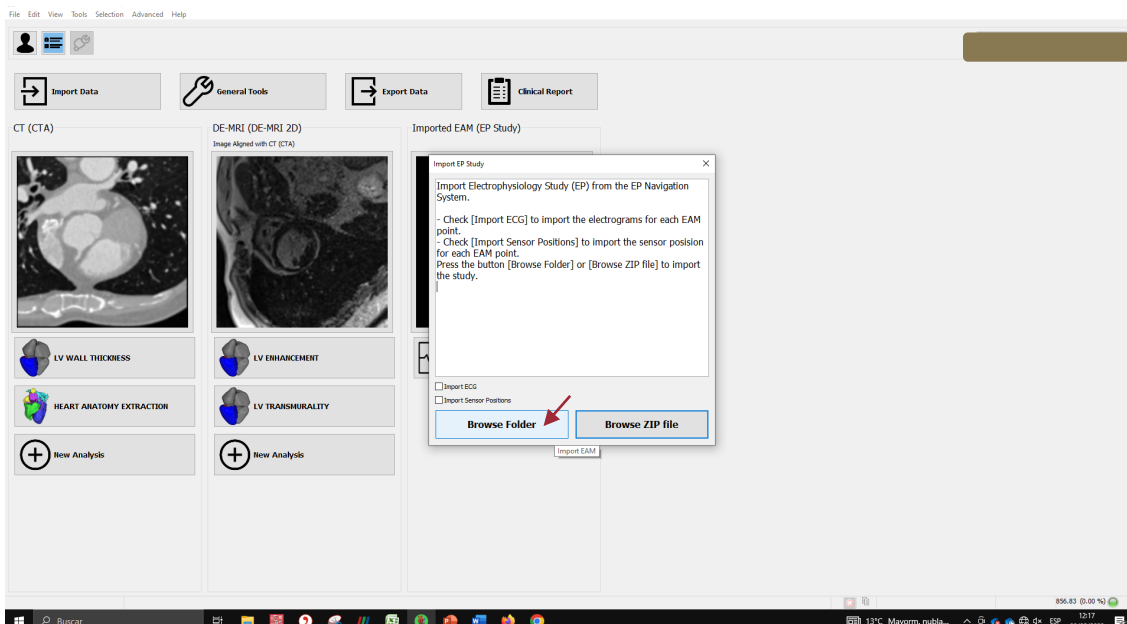 File Edit View Tools Selection Advanced Help
Import Data
General Tools
Export Data
Clinical Report
CT (CTA)
DE-MRI (DE-MRI 2D)
Image Aligned with CT (CTA)
Imported EAM (EP Study)
LV WALL THICKNESS
HEART ANATOMY EXTRACTION
New Analysis
LV ENHANCEMENT
LV TRANSMURALITY
New Analysis
Import EP Study
Import Electrophysiology Study (EP) from the EP Navigation
System.
- Check [Import ECG] to import the electrograms for each EAM
point.
- Check [Import Sensor Positions] to import the sensor posision
for each EAM point.
Press the button [Browse Folder] or [Browse ZIP file] to import
the study.
Import ECG
Import Sensor Positions
Browse Folder
Browse ZIP file
Import EAM
856.83 (0.00 %)
Buscar
13°C Mayorm. nubla...
ESP
12:17